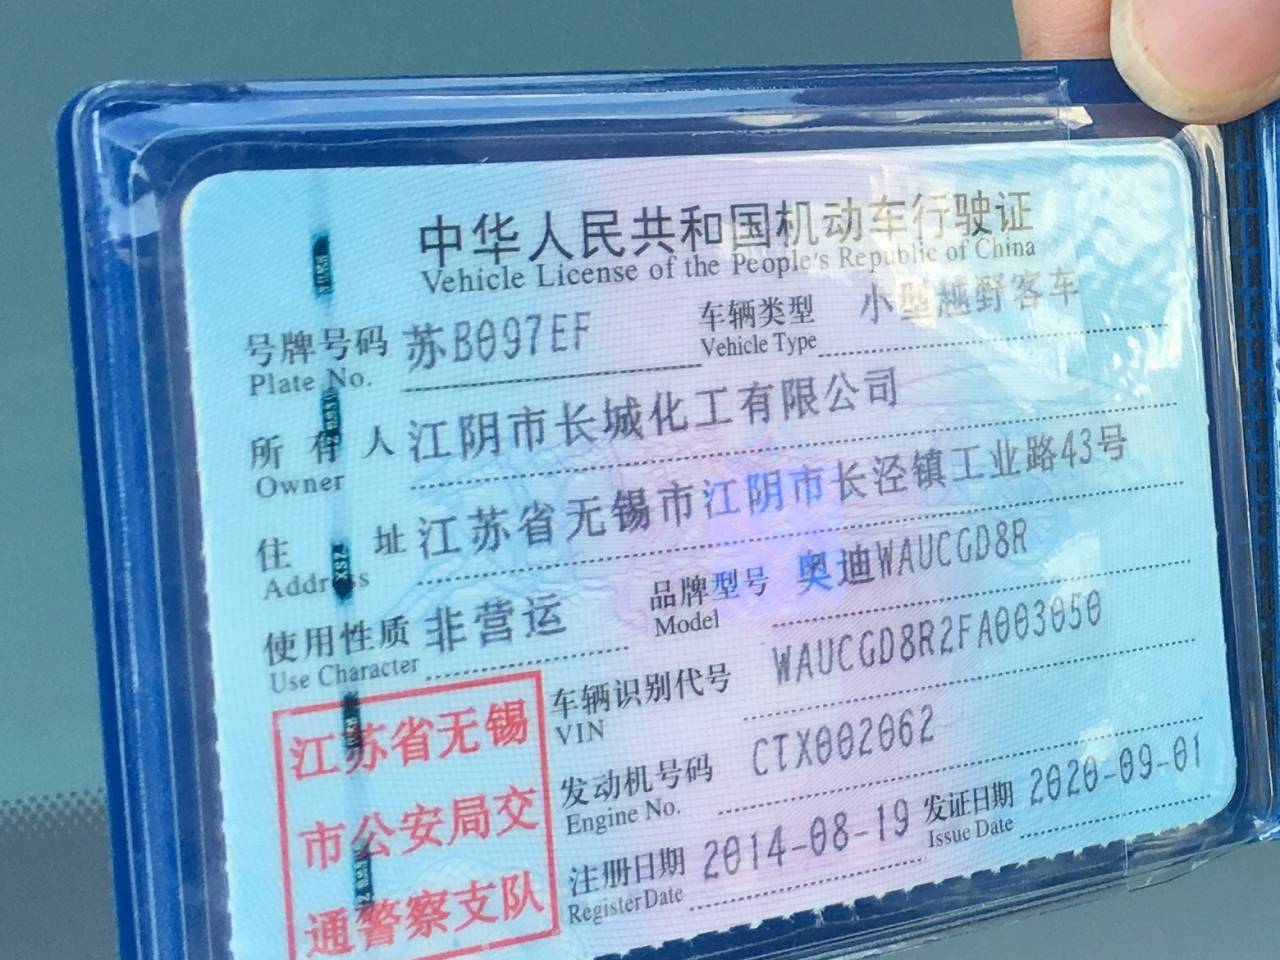 中华人民共和国机动车行驶证
Vehicle License of the People's Republic of China
号牌号码 苏B097EF 车辆类型 小型越野客车
Plate No. Vehicle Type
所有人 江阴市长城化工有限公司
Owner
住址 江苏省无锡市江阴市长泾镇工业路43号
Address
使用性质 非营运 品牌型号 奥迪WAUCGD8R
Use Character Model
车辆识别代号 WAUCGD8R2FA003050
VIN
发动机号码 CTX002062
Engine No.
注册日期 2014-08-19 发证日期 2020-09-01
Register Date Issue Date
江苏省无锡
市公安局交
通警察支队